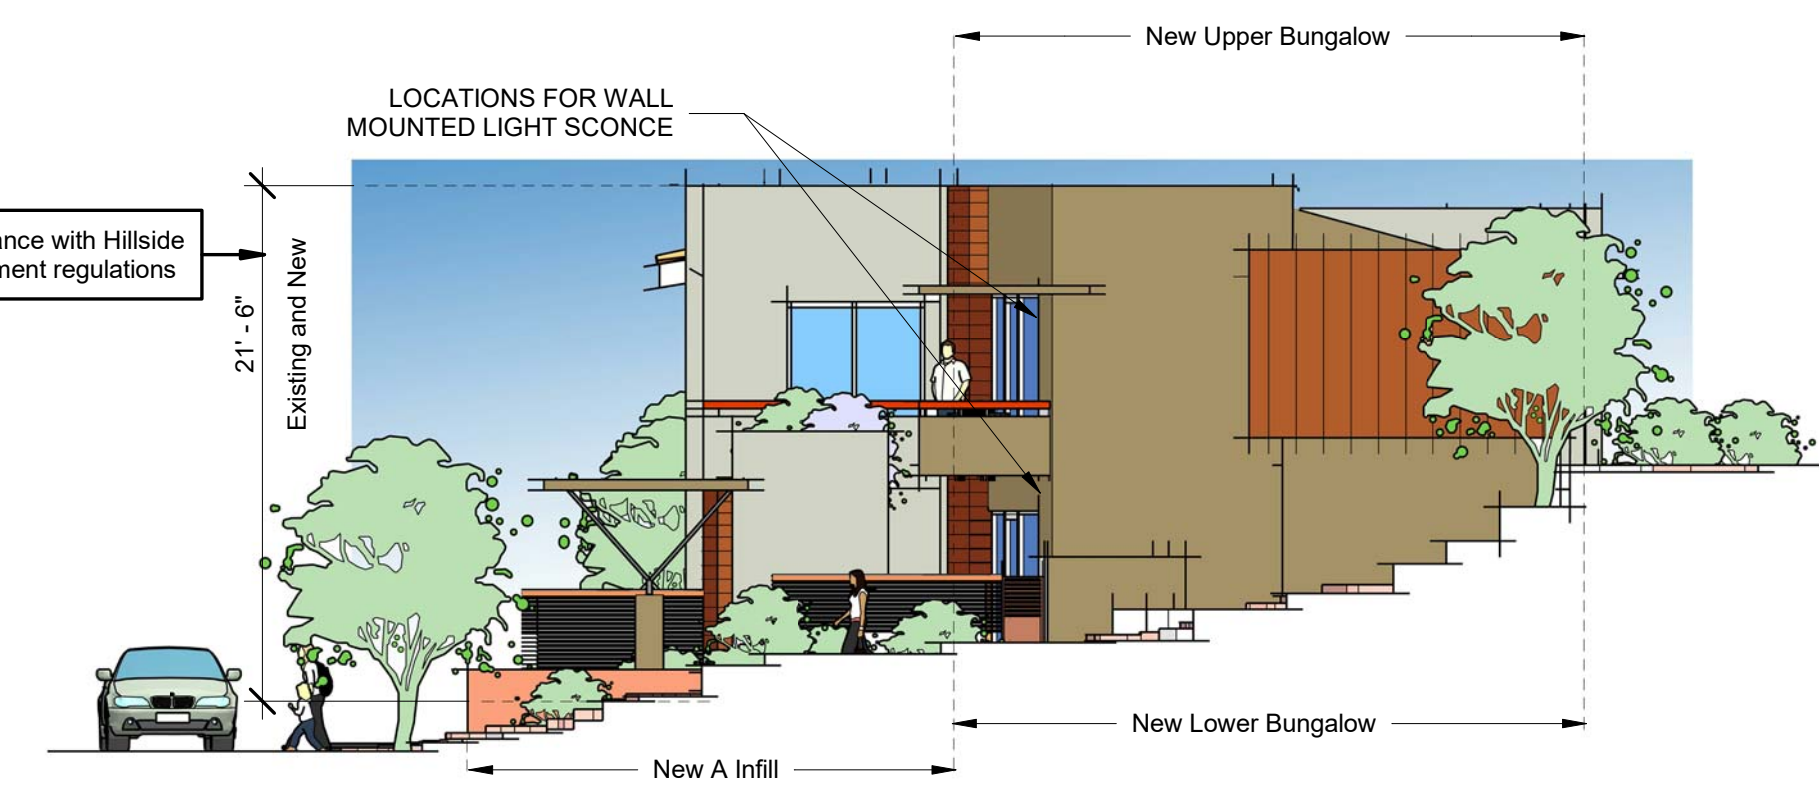 New Upper Bungalow
LOCATIONS FOR WALL
MOUNTED LIGHT SCONCE
ance with Hillside
ment regulations
21' - 6"
Existing and New
New Lower Bungalow
New A Infill